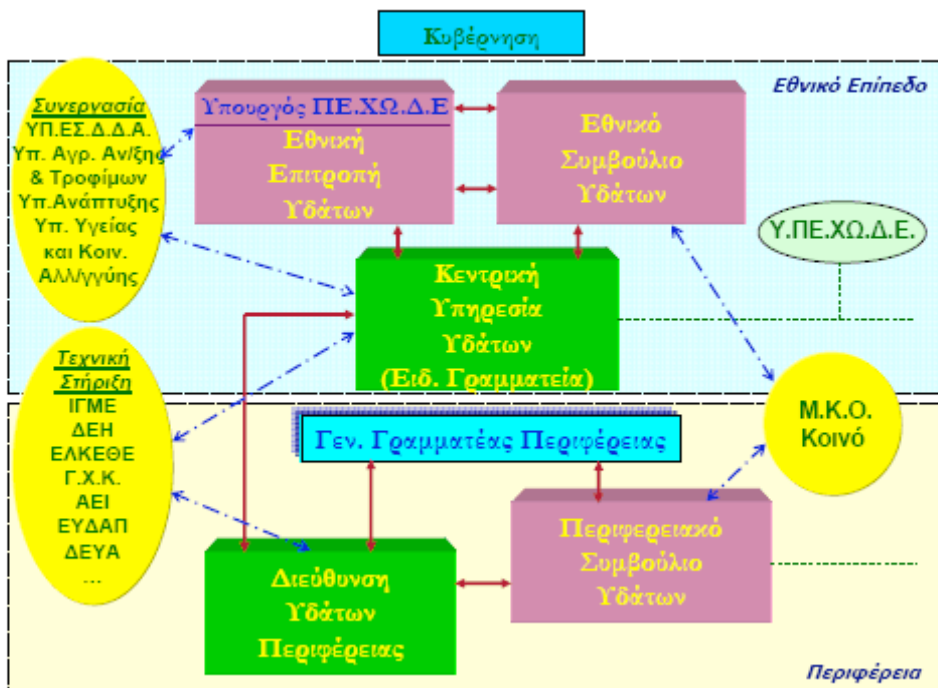 Κυβέρνηση
Εθνικό Επίπεδο
Συνεργασία
ΥΠ.ΕΣ.Δ.Δ.Α.
Υπ. Αγρ. Αν/ξης
& Τροφίμων
Υπ.Ανάπτυξης
Υπ. Υγείας
και Κοιν.
Αλλ/γγύης
Υπουργός ΠΕ.ΧΩ.Δ.Ε
Εθνική
Επιτροπή
Υδάτων
Εθνικό
Συμβούλιο
Υδάτων
Υ.ΠΕ.ΧΩ.Δ.Ε.
Κεντρική
Υπηρεσία
Υδάτων
(Ειδ. Γραμματεία)
Τεχνική
Στήριξη
ΙΓΜΕ
ΔΕΗ
ΕΛΚΕΘΕ
Γ.Χ.Κ.
ΑΕΙ
ΕΥΔΑΠ
ΔΕΥΑ
...
Μ.Κ.Ο.
Κοινό
Γεν. Γραμματέας Περιφέρειας
Περιφερειακό
Συμβούλιο
Υδάτων
Διεύθυνση
Υδάτων
Περιφέρειας
Περιφέρεια